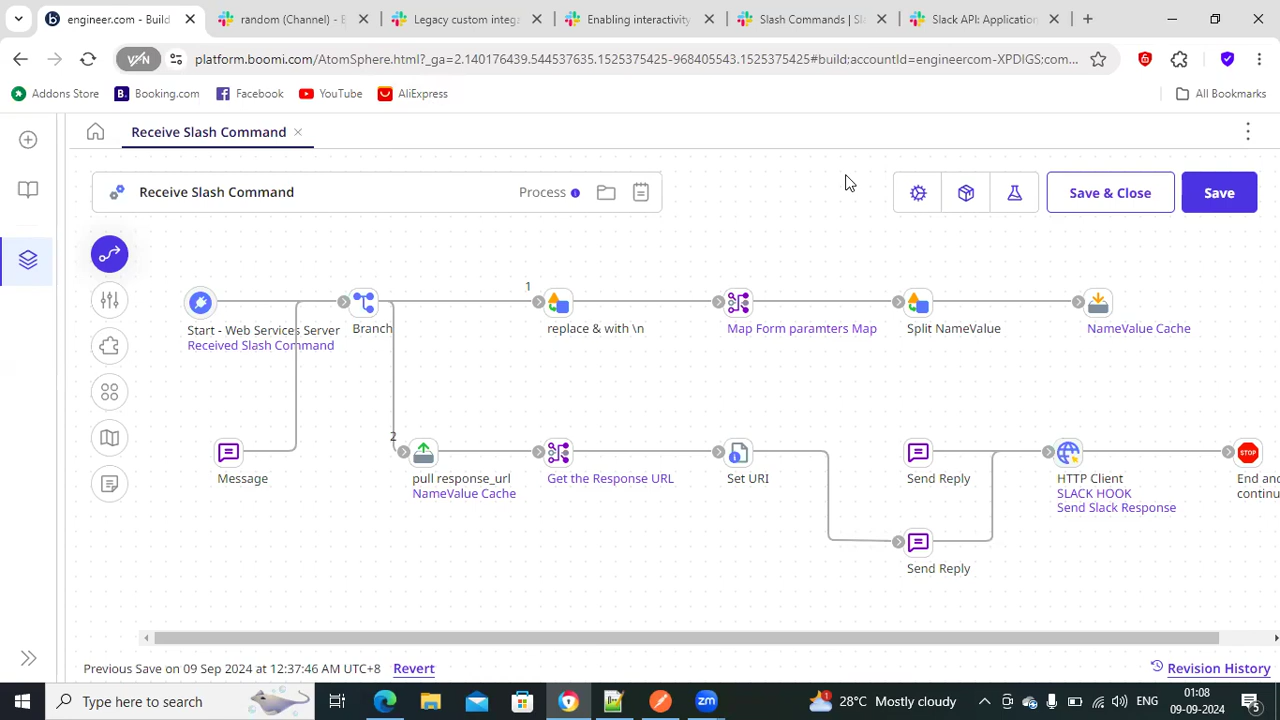 engineer.com - Build
random (Channel) - E
Legacy custom integ
Enabling interactivity
Slash Commands | Sl
Slack API: Application
platform.boomi.com/AtomSphere.html?_ga=2.140176439.544537635.1525375425-968405543.1525375425#build:accountId=engineercom-XPDIGS;com...
Addons Store
Booking.com
Facebook
YouTube
AliExpress
All Bookmarks
Receive Slash Command
Receive Slash Command
Process
Save & Close
Save
1
Start - Web Services Server
Received Slash Command
Branch
replace & with \n
Map Form paramters Map
Split NameValue
NameValue Cache
2
Message
pull response_url
NameValue Cache
Get the Response URL
Set URI
Send Reply
HTTP Client
SLACK HOOK
Send Slack Response
STOP
End and
continu
Send Reply
Previous Save on 09 Sep 2024 at 12:37:46 AM UTC+8
Revert
Revision History
Type here to search
zm
1
28°C Mostly cloudy
ENG
01:08
09-09-2024
5